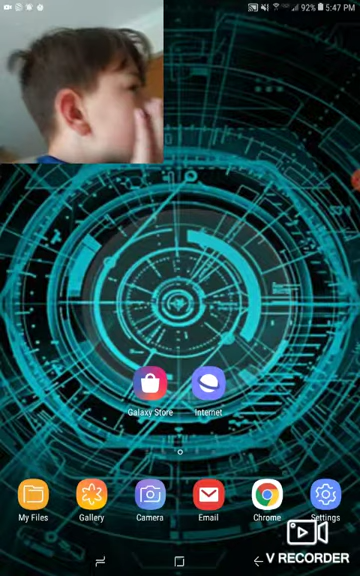 92% 5:47 PM
Galaxy Store Internet
My Files Gallery Camera Email Chrome Settings
V RECORDER